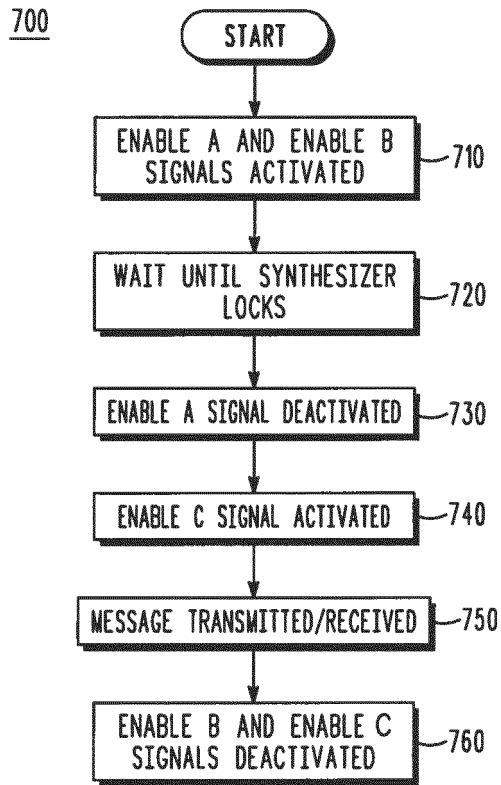 700
START
ENABLE A AND ENABLE B
SIGNALS ACTIVATED
710
WAIT UNTIL SYNTHESIZER
LOCKS
720
ENABLE A SIGNAL DEACTIVATED
730
ENABLE C SIGNAL ACTIVATED
740
MESSAGE TRANSMITTED/RECEIVED
750
ENABLE B AND ENABLE C
SIGNALS DEACTIVATED
760